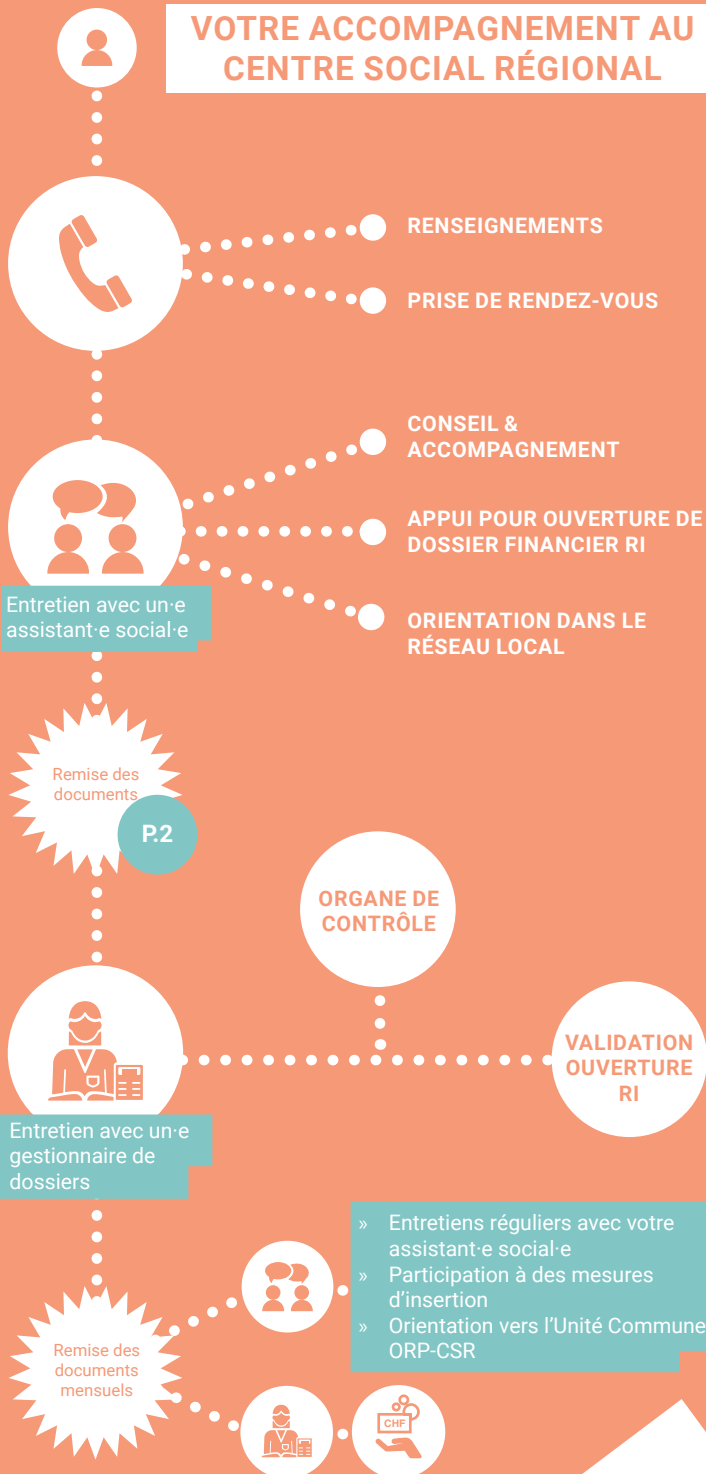 VOTRE ACCOMPAGNEMENT AU
CENTRE SOCIAL RÉGIONAL
RENSEIGNEMENTS
PRISE DE RENDEZ-VOUS
CONSEIL &
ACCOMPAGNEMENT
APPUI POUR OUVERTURE DE
DOSSIER FINANCIER RI
ORIENTATION DANS LE
RÉSEAU LOCAL
Entretien avec un·e
assistant·e social·e
Remise des
documents
P.2
ORGANE DE
CONTRÔLE
VALIDATION
OUVERTURE
RI
Entretien avec un·e
gestionnaire de
dossiers
» Entretiens réguliers avec votre
assistant·e social·e
» Participation à des mesures
d’insertion
» Orientation vers l’Unité Commune
ORP-CSR
Remise des
documents
mensuels
CHF